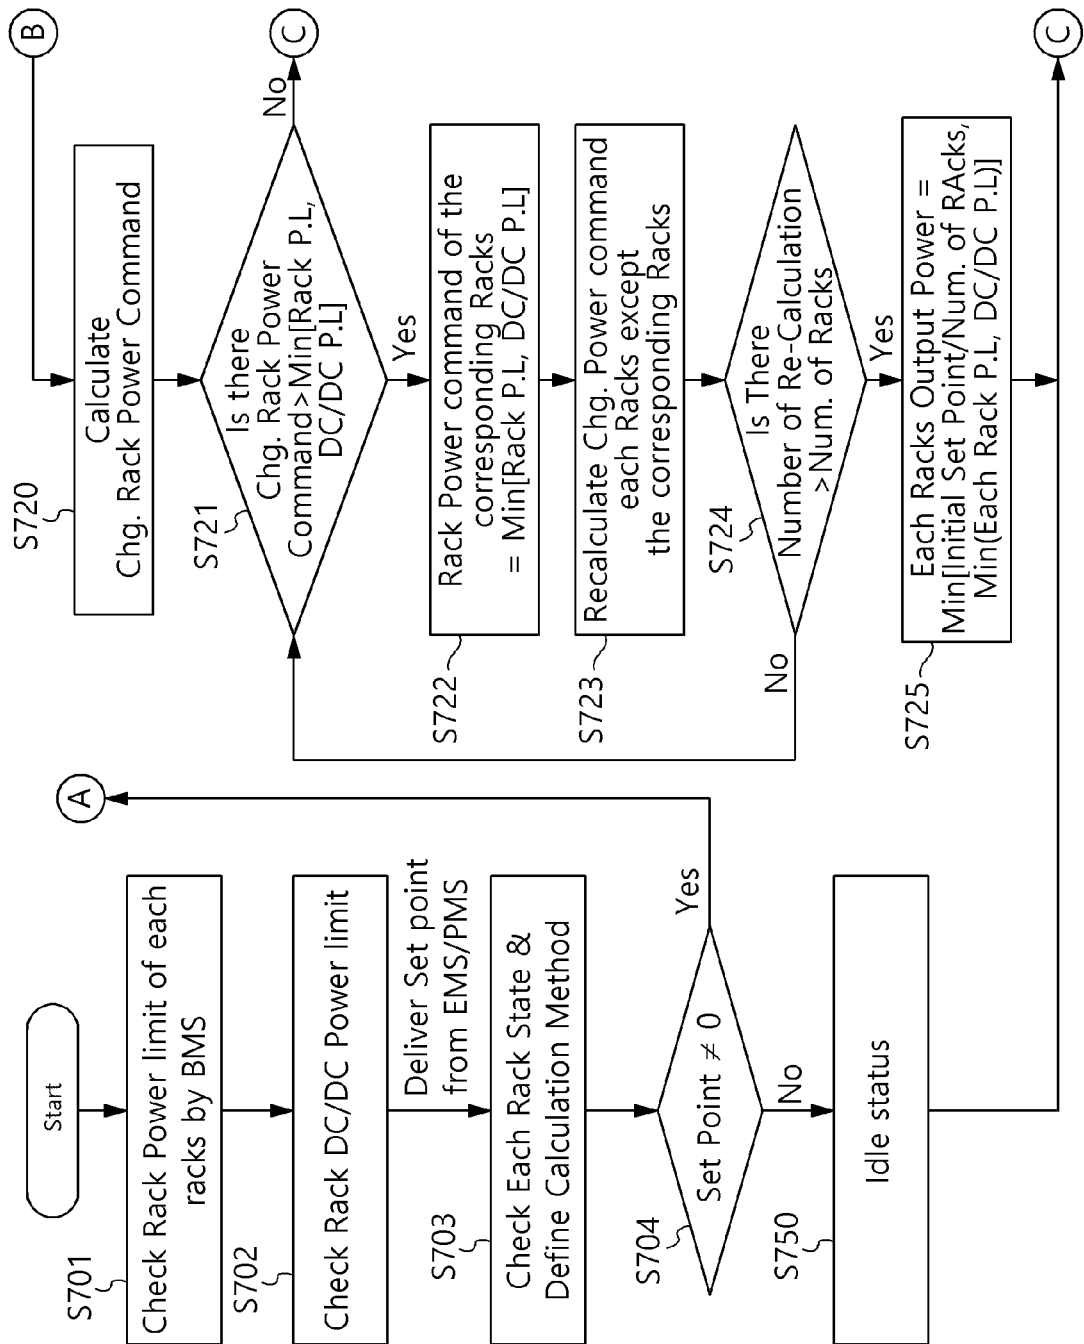 Start
S701
Check Rack Power limit of each
racks by BMS
S702
Check Rack DC/DC Power limit
Deliver Set point
from EMS/PMS
S703
Check Each Rack State &
Define Calculation Method
S704
Set Point ≠ 0
Yes
A
No
S750
Idle status
B
S720
Calculate
Chg. Rack Power Command
S721
Is there
Chg. Rack Power
Command>Min[Rack P.L,
DC/DC P.L]
No
C
Yes
S722
Rack Power command of the
corresponding Racks
= Min[Rack P.L, DC/DC P.L]
S723
Recalculate Chg. Power command
each Racks except
the corresponding Racks
S724
Is There
Number of Re-Calculation
>Num. of Racks
No
Yes
S725
Each Racks Output Power =
Min[Initial Set Point/Num. of RAcks,
Min(Each Rack P.L, DC/DC P.L)]
C